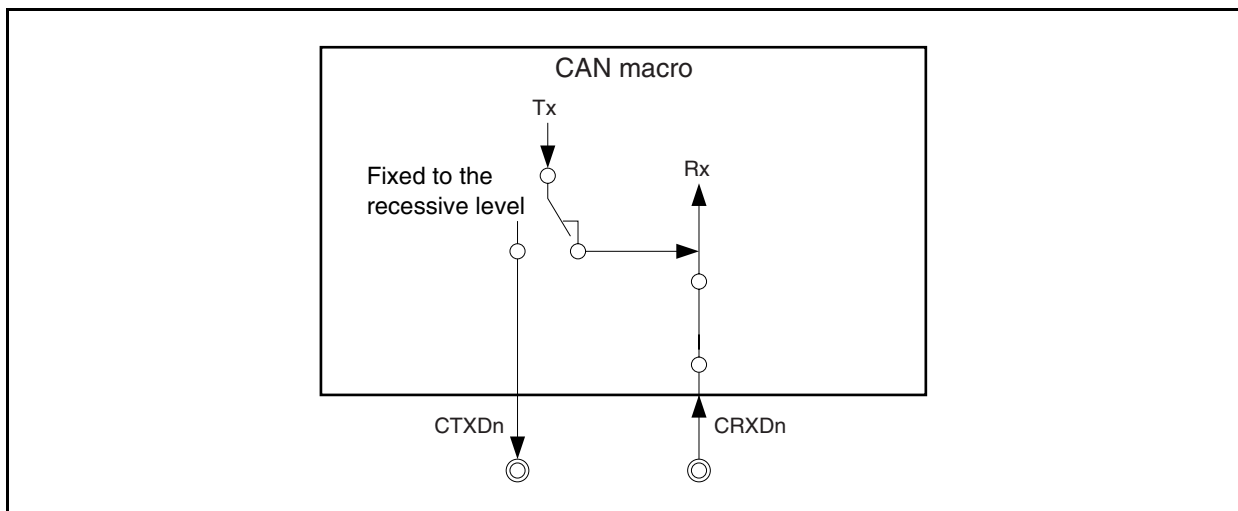 CAN macro
Tx
Fixed to the
recessive level
Rx
CTXDn
CRXDn